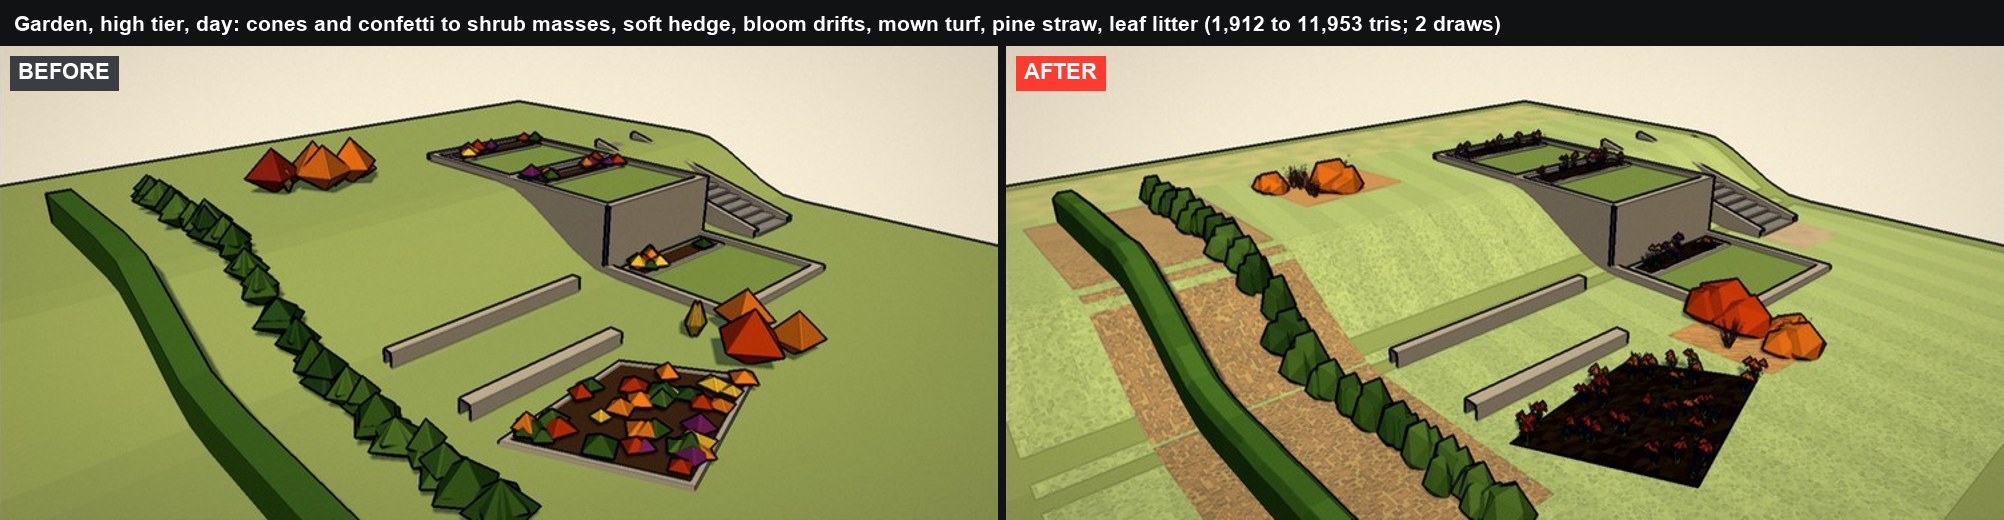 Garden, high tier, day: cones and confetti to shrub masses, soft hedge, bloom drifts, mown turf, pine straw, leaf litter (1,912 to 11,953 tris; 2 draws)
BEFORE
AFTER